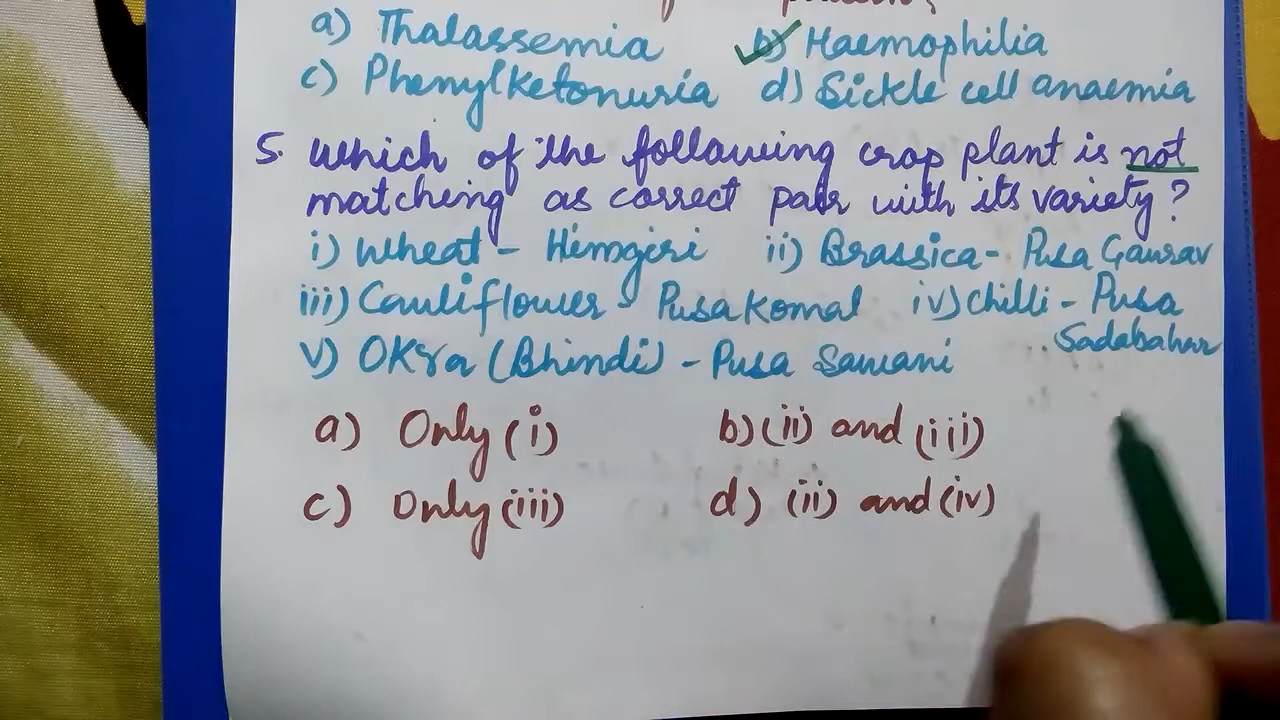 a) Thalassemia b) Haemophilia
c) Phenylketonuria d) Sickle cell anaemia
5. Which of the following crop plant is not
matching as correct pair with its variety?
i) Wheat - Himgiri ii) Brassica - Pusa Gaurav
iii) Cauliflower - Pusa Komal iv) Chilli - Pusa
Sadabahar
v) Okra (Bhindi) - Pusa Sawani
a) Only (i) b) (ii) and (iii)
c) Only (iii) d) (ii) and (iv)